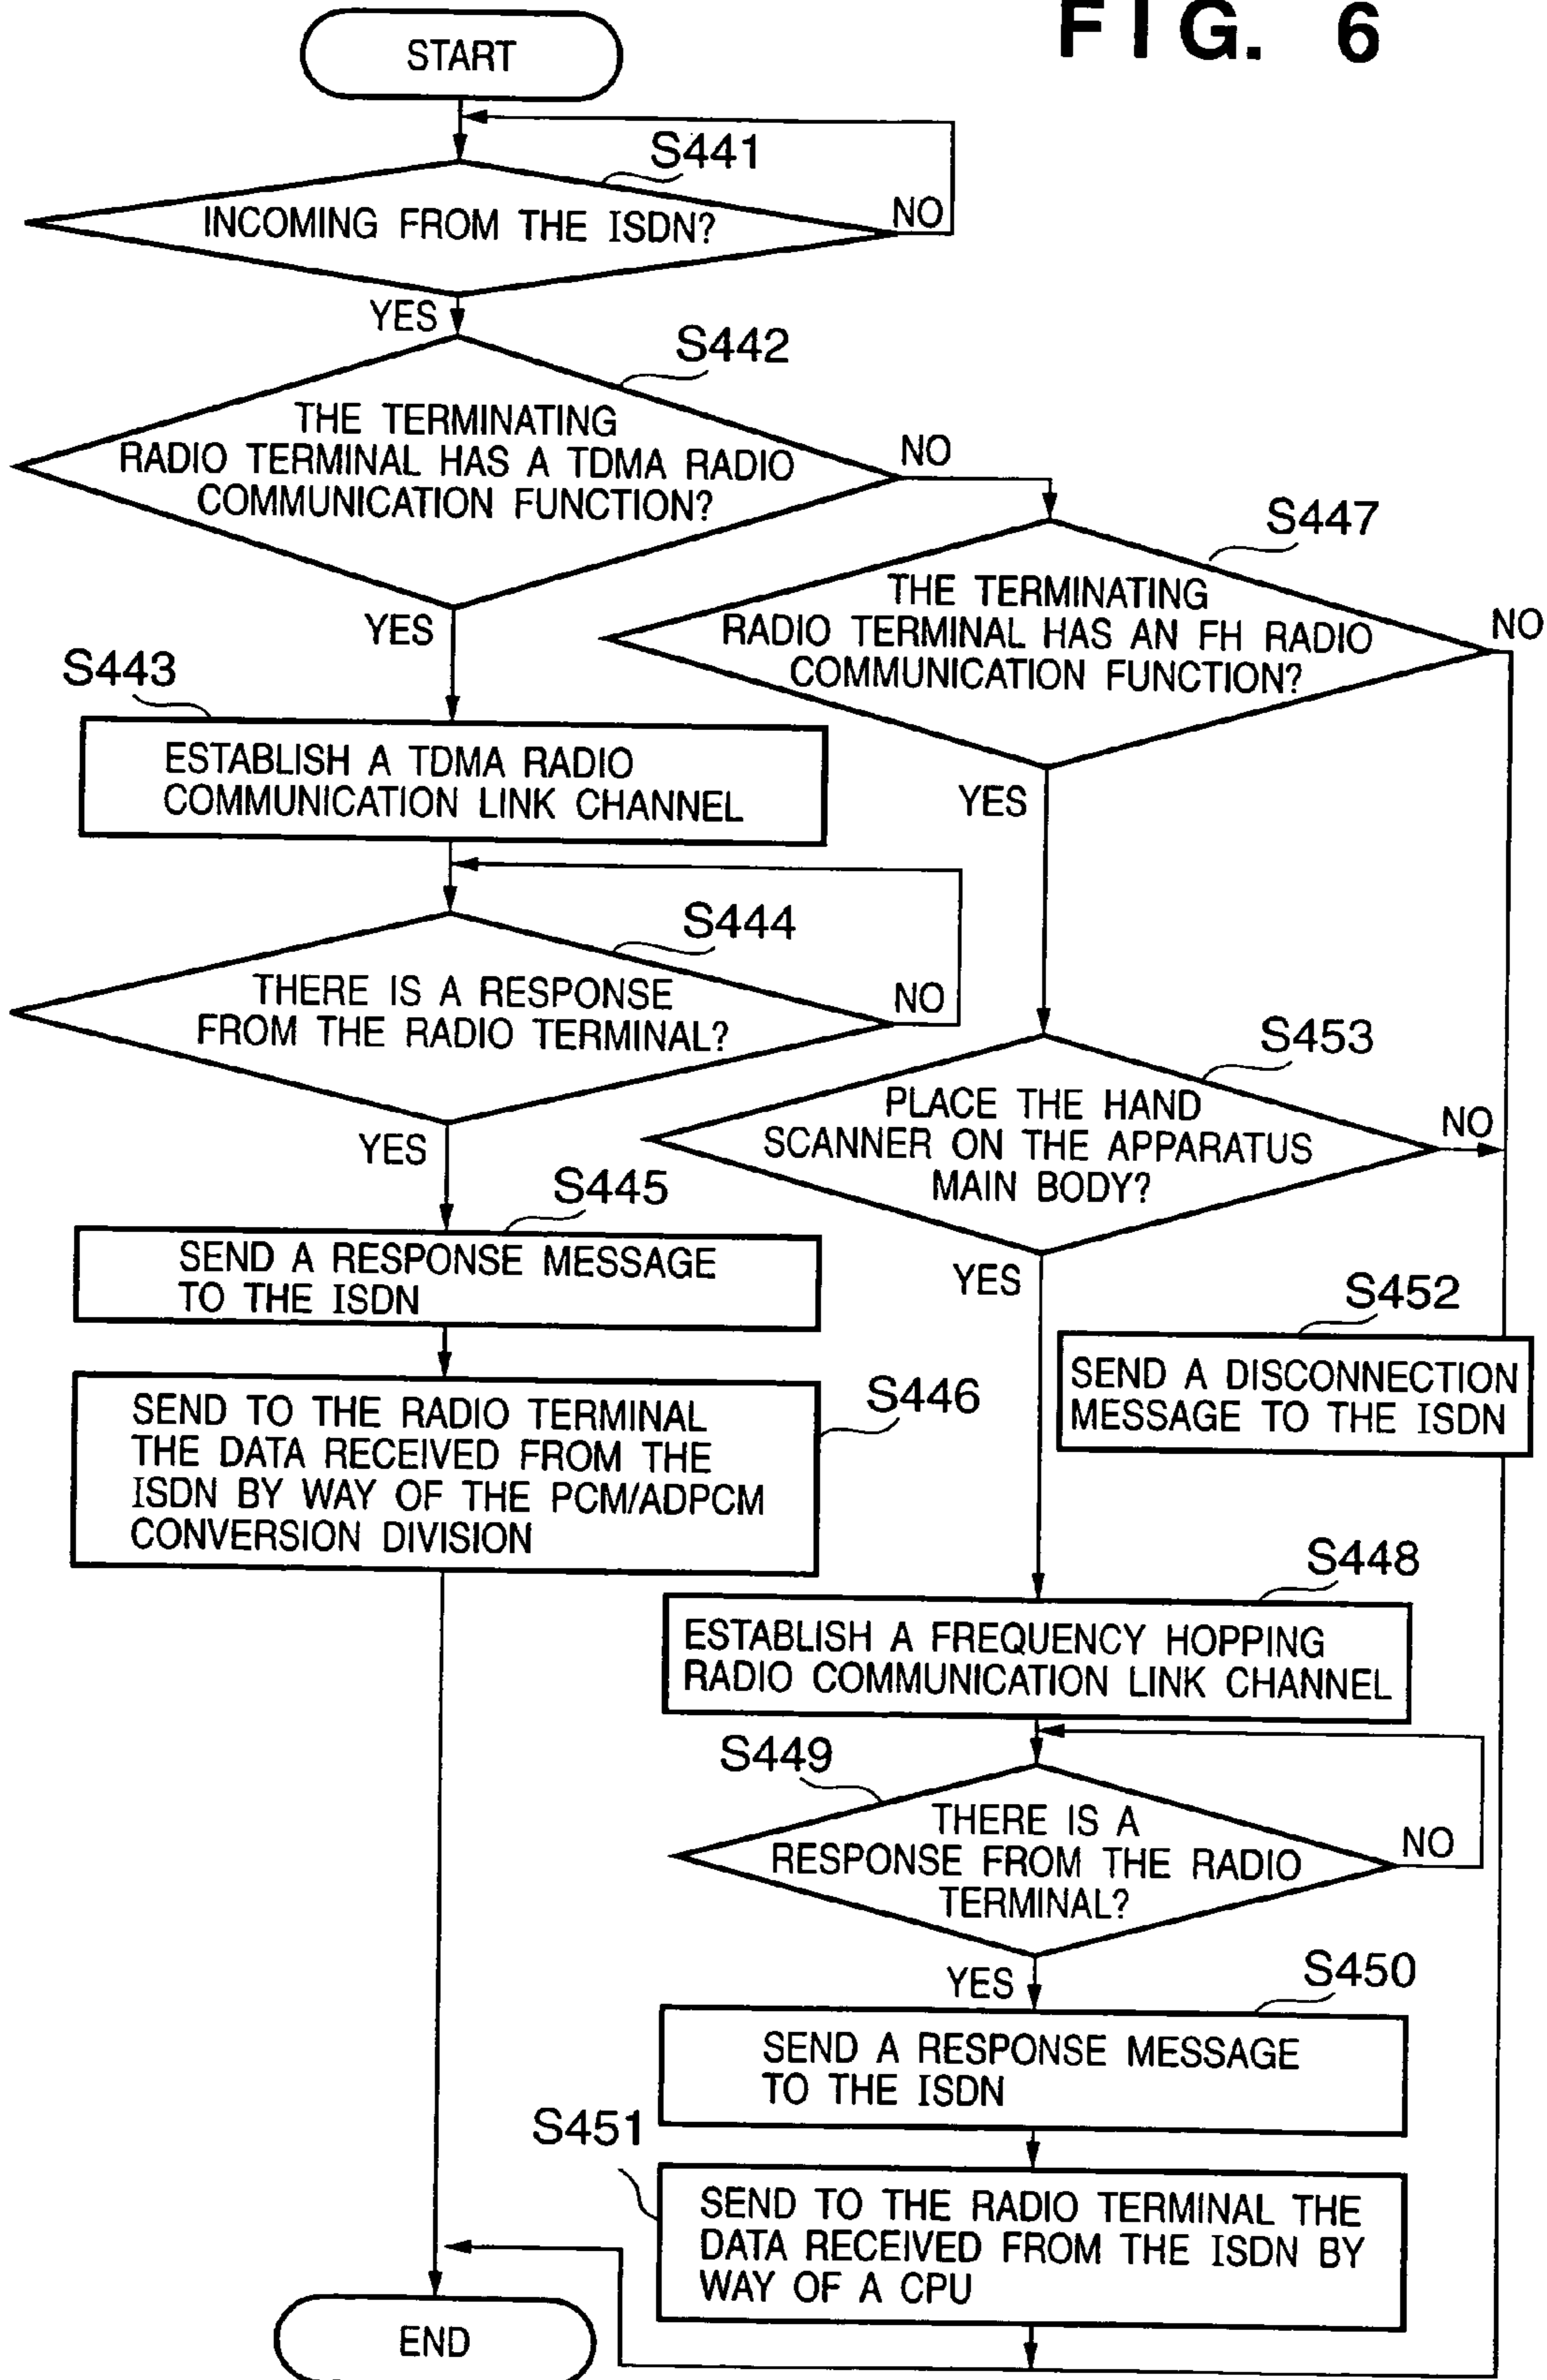 FIG. 6
START
S441
INCOMING FROM THE ISDN?
NO
YES
S442
THE TERMINATING
RADIO TERMINAL HAS A TDMA RADIO
COMMUNICATION FUNCTION?
NO
YES
S447
THE TERMINATING
RADIO TERMINAL HAS AN FH RADIO
COMMUNICATION FUNCTION?
NO
YES
S443
ESTABLISH A TDMA RADIO
COMMUNICATION LINK CHANNEL
S444
THERE IS A RESPONSE
FROM THE RADIO TERMINAL?
NO
YES
S453
PLACE THE HAND
SCANNER ON THE APPARATUS
MAIN BODY?
NO
YES
S445
SEND A RESPONSE MESSAGE
TO THE ISDN
S452
SEND A DISCONNECTION
MESSAGE TO THE ISDN
S446
SEND TO THE RADIO TERMINAL
THE DATA RECEIVED FROM THE
ISDN BY WAY OF THE PCM/ADPCM
CONVERSION DIVISION
S448
ESTABLISH A FREQUENCY HOPPING
RADIO COMMUNICATION LINK CHANNEL
S449
THERE IS A
RESPONSE FROM THE RADIO
TERMINAL?
NO
YES
S450
SEND A RESPONSE MESSAGE
TO THE ISDN
S451
SEND TO THE RADIO TERMINAL THE
DATA RECEIVED FROM THE ISDN BY
WAY OF A CPU
END